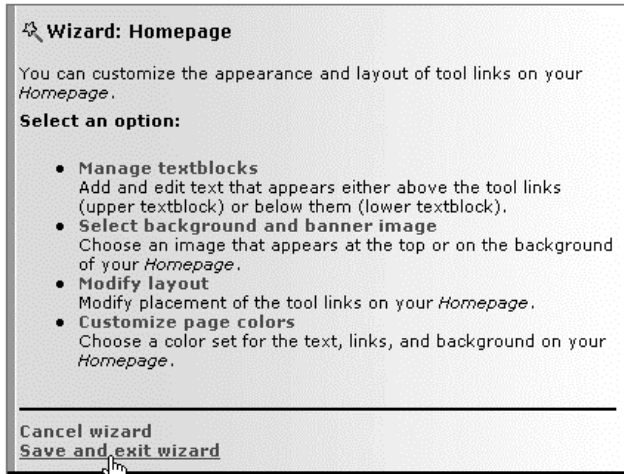 Wizard: Homepage
You can customize the appearance and layout of tool links on your
Homepage.
Select an option:
• Manage textblocks
Add and edit text that appears either above the tool links
(upper textblock) or below them (lower textblock).
• Select background and banner image
Choose an image that appears at the top or on the background
of your Homepage.
• Modify layout
Modify placement of the tool links on your Homepage.
• Customize page colors
Choose a color set for the text, links, and background on your
Homepage.
Cancel wizard
Save and exit wizard